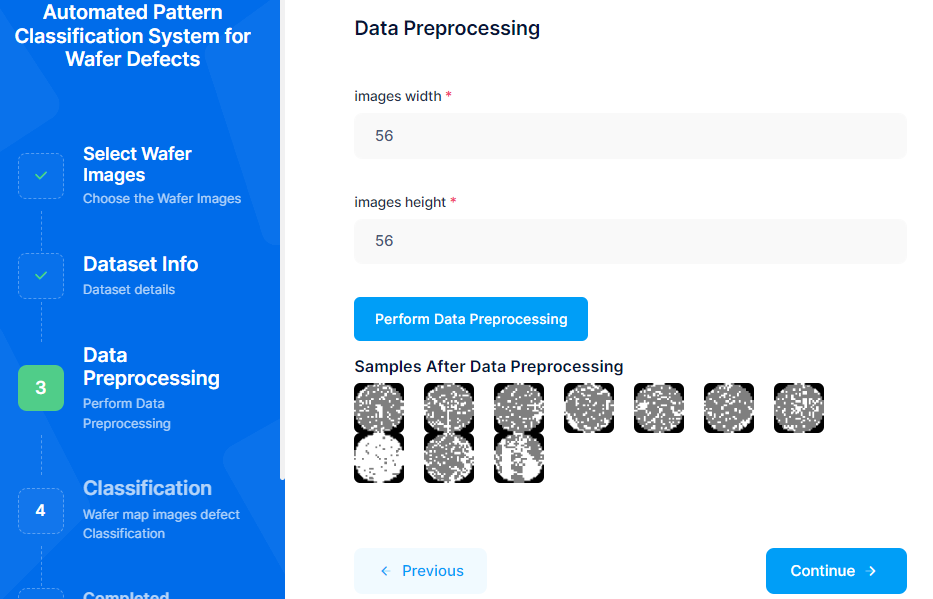 Automated Pattern
Classification System for
Wafer Defects
Select Wafer
Images
Choose the Wafer Images
Dataset Info
Dataset details
3
Data
Preprocessing
Perform Data
Preprocessing
4
Classification
Wafer map images defect
Classification
Completed
Data Preprocessing
images width *
56
images height *
56
Perform Data Preprocessing
Samples After Data Preprocessing
Previous
Continue